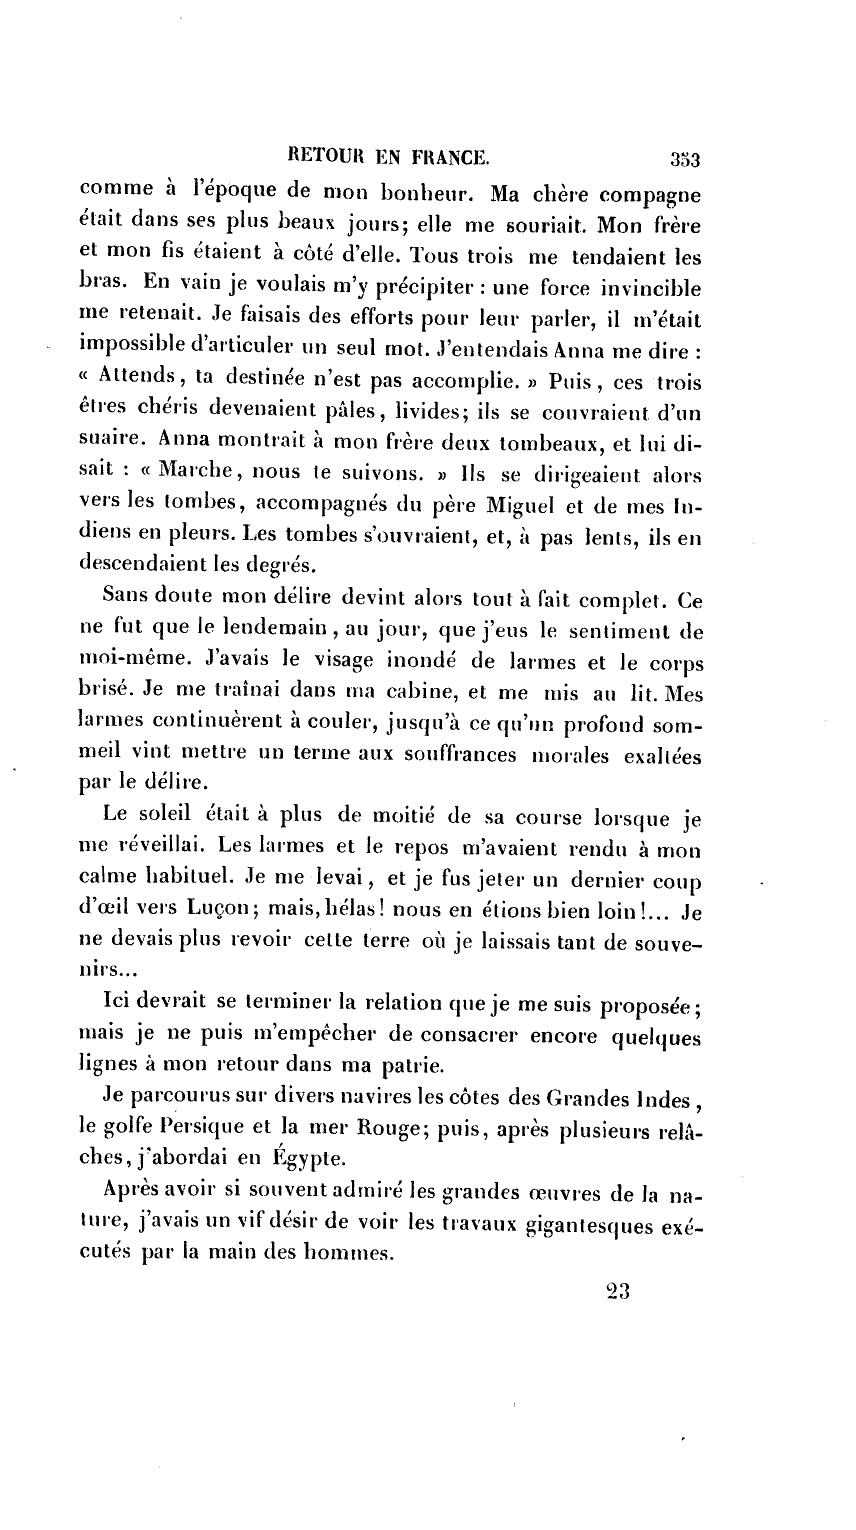 RETOUR EN FRANCE. 353
comme à l'époque de mon bonheur. Ma chère compagne
était dans ses plus beaux jours; elle me souriait. Mon frère
et mon fis étaient à côté d'elle. Tous trois me tendaient les
bras. En vain je voulais m'y précipiter : une force invincible
me retenait. Je faisais des efforts pour leur parler, il m'était
impossible d'articuler un seul mot. J'entendais Anna me dire :
« Attends, ta destinée n'est pas accomplie. » Puis, ces trois
êtres chéris devenaient pâles, livides; ils se couvraient d'un
suaire. Anna montrait à mon frère deux tombeaux, et lui di-
sait : « Marche, nous te suivons. » Ils se dirigeaient alors
vers les tombes, accompagnés du père Miguel et de mes In-
diens en pleurs. Les tombes s'ouvraient, et, à pas lents, ils en
descendaient les degrés.
Sans doute mon délire devint alors tout à fait complet. Ce
ne fut que le lendemain, au jour, que j'eus le sentiment de
moi-même. J'avais le visage inondé de larmes et le corps
brisé. Je me traînai dans ma cabine, et me mis au lit. Mes
larmes continuèrent à couler, jusqu'à ce qu'un profond som-
meil vint mettre un terme aux souffrances morales exaltées
par le délire.
Le soleil était à plus de moitié de sa course lorsque je
me réveillai. Les larmes et le repos m'avaient rendu à mon
calme habituel. Je me levai, et je fus jeter un dernier coup
d'œil vers Luçon; mais, hélas! nous en étions bien loin!... Je
ne devais plus revoir cette terre où je laissais tant de souve-
nirs...
Ici devrait se terminer la relation que je me suis proposée;
mais je ne puis m'empêcher de consacrer encore quelques
lignes à mon retour dans ma patrie.
Je parcourus sur divers navires les côtes des Grandes Indes,
le golfe Persique et la mer Rouge; puis, après plusieurs relâ-
ches, j'abordai en Égypte.
Après avoir si souvent admiré les grandes œuvres de la na-
ture, j'avais un vif désir de voir les travaux gigantesques exé-
cutés par la main des hommes.
23